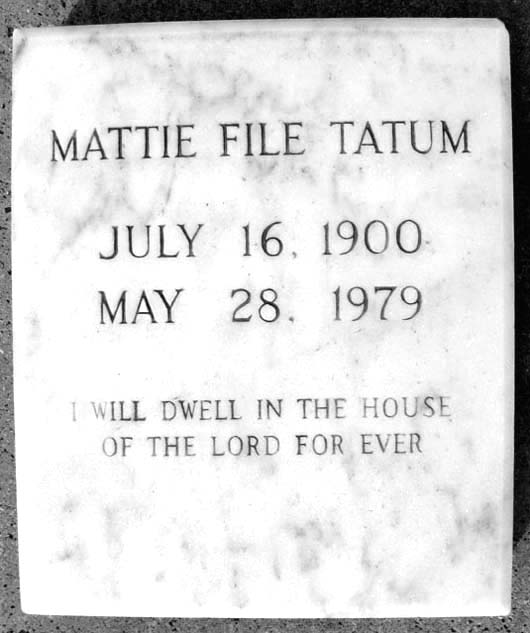 MATTIE FILE TATUM
JULY 16, 1900
MAY 28, 1979
I WILL DWELL IN THE HOUSE
OF THE LORD FOR EVER